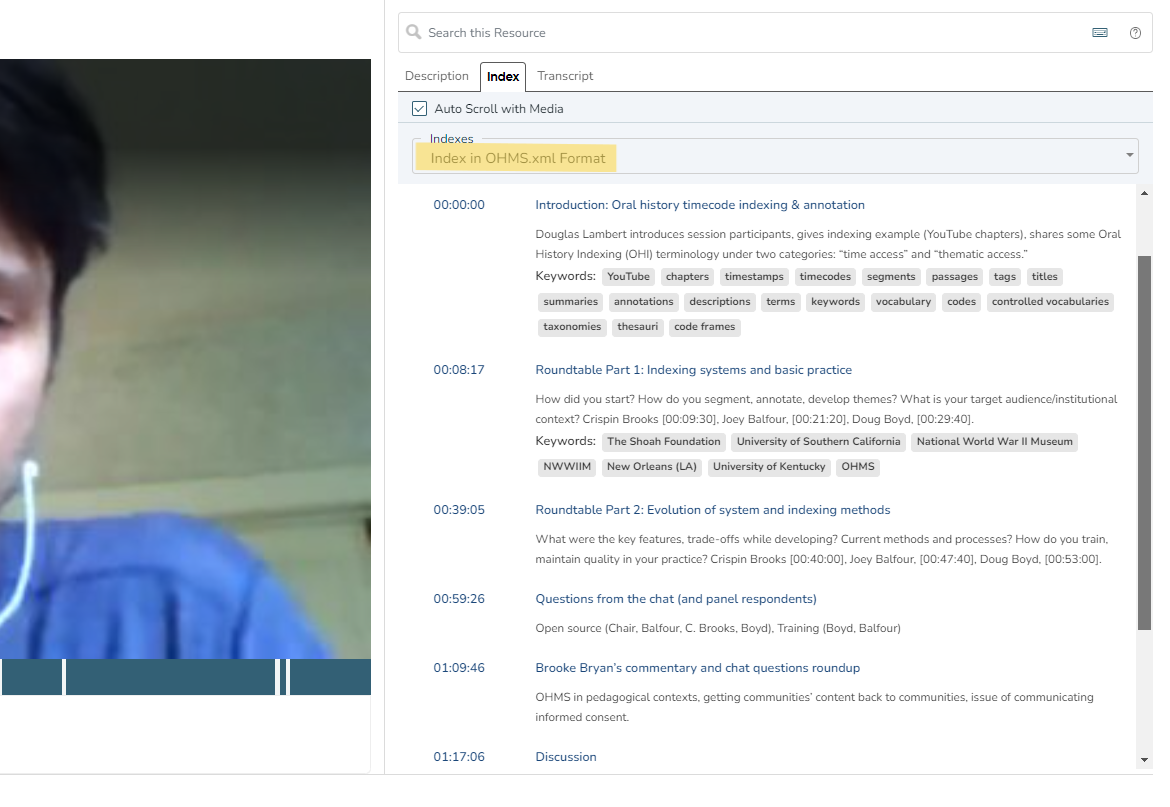 Search this Resource
Description Index Transcript
Auto Scroll with Media
Indexes
Index in OHMS.xml Format
00:00:00 Introduction: Oral history timecode indexing & annotation
Douglas Lambert introduces session participants, gives indexing example (YouTube chapters), shares some Oral
History Indexing (OHI) terminology under two categories: “time access” and “thematic access.”
Keywords: YouTube chapters timestamps timecodes segments passages tags titles
summaries annotations descriptions terms keywords vocabulary codes controlled vocabularies
taxonomies thesauri code frames
00:08:17 Roundtable Part 1: Indexing systems and basic practice
How did you start? How do you segment, annotate, develop themes? What is your target audience/institutional
context? Crispin Brooks [00:09:30], Joey Balfour, [00:21:20], Doug Boyd, [00:29:40].
Keywords: The Shoah Foundation University of Southern California National World War II Museum
NWWIIM New Orleans (LA) University of Kentucky OHMS
00:39:05 Roundtable Part 2: Evolution of system and indexing methods
What were the key features, trade-offs while developing? Current methods and processes? How do you train,
maintain quality in your practice? Crispin Brooks [00:40:00], Joey Balfour, [00:47:40], Doug Boyd, [00:53:00].
00:59:26 Questions from the chat (and panel respondents)
Open source (Chair, Balfour, C. Brooks, Boyd), Training (Boyd, Balfour)
01:09:46 Brooke Bryan’s commentary and chat questions roundup
OHMS in pedagogical contexts, getting communities’ content back to communities, issue of communicating
informed consent.
01:17:06 Discussion